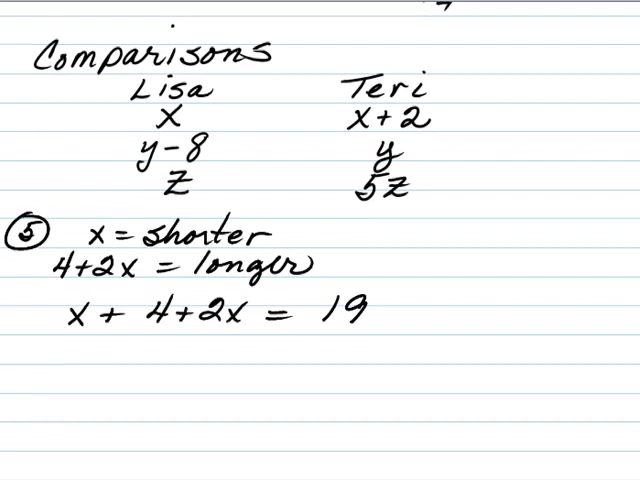 Comparisons
Lisa Teri
x x + 2
y - 8 y
z 5z
⑤ x = shorter
4 + 2x = longer
x + 4 + 2x = 19